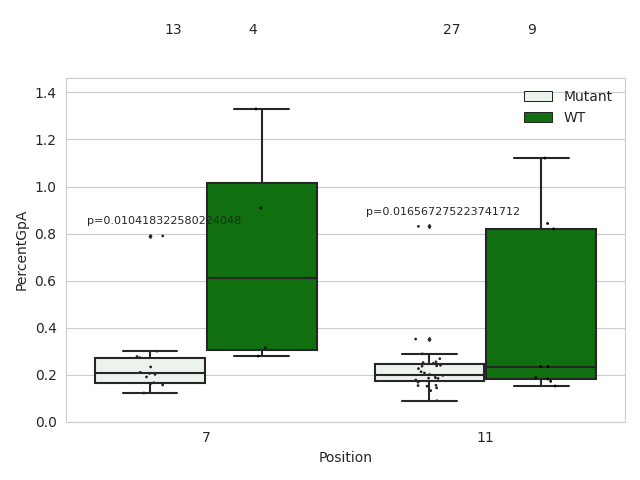 13 4 27 9
1.4
1.2
1.0
0.8
0.6
0.4
0.2
0.0
PercentGpA
Mutant
WT
p=0.010418322580224048
p=0.016567275223741712
7 11
Position